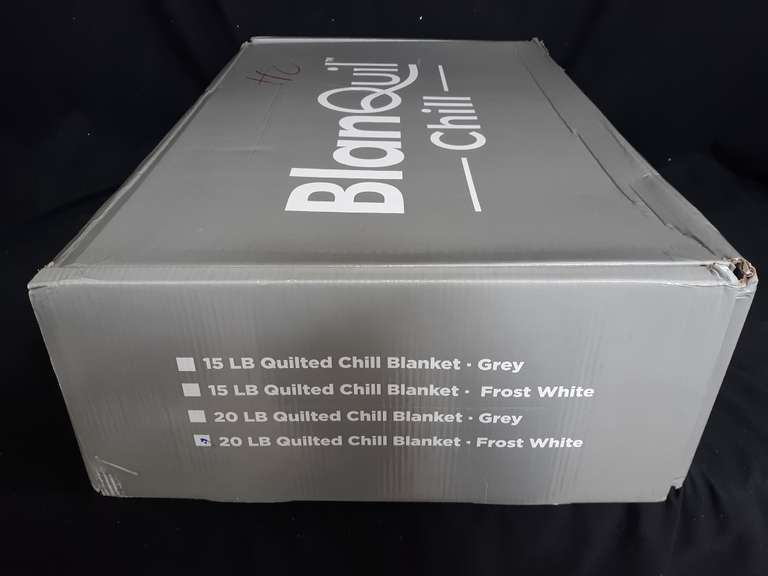 BlanQuil™
Chill
15 LB Quilted Chill Blanket · Grey
15 LB Quilted Chill Blanket · Frost White
20 LB Quilted Chill Blanket · Grey
20 LB Quilted Chill Blanket · Frost White